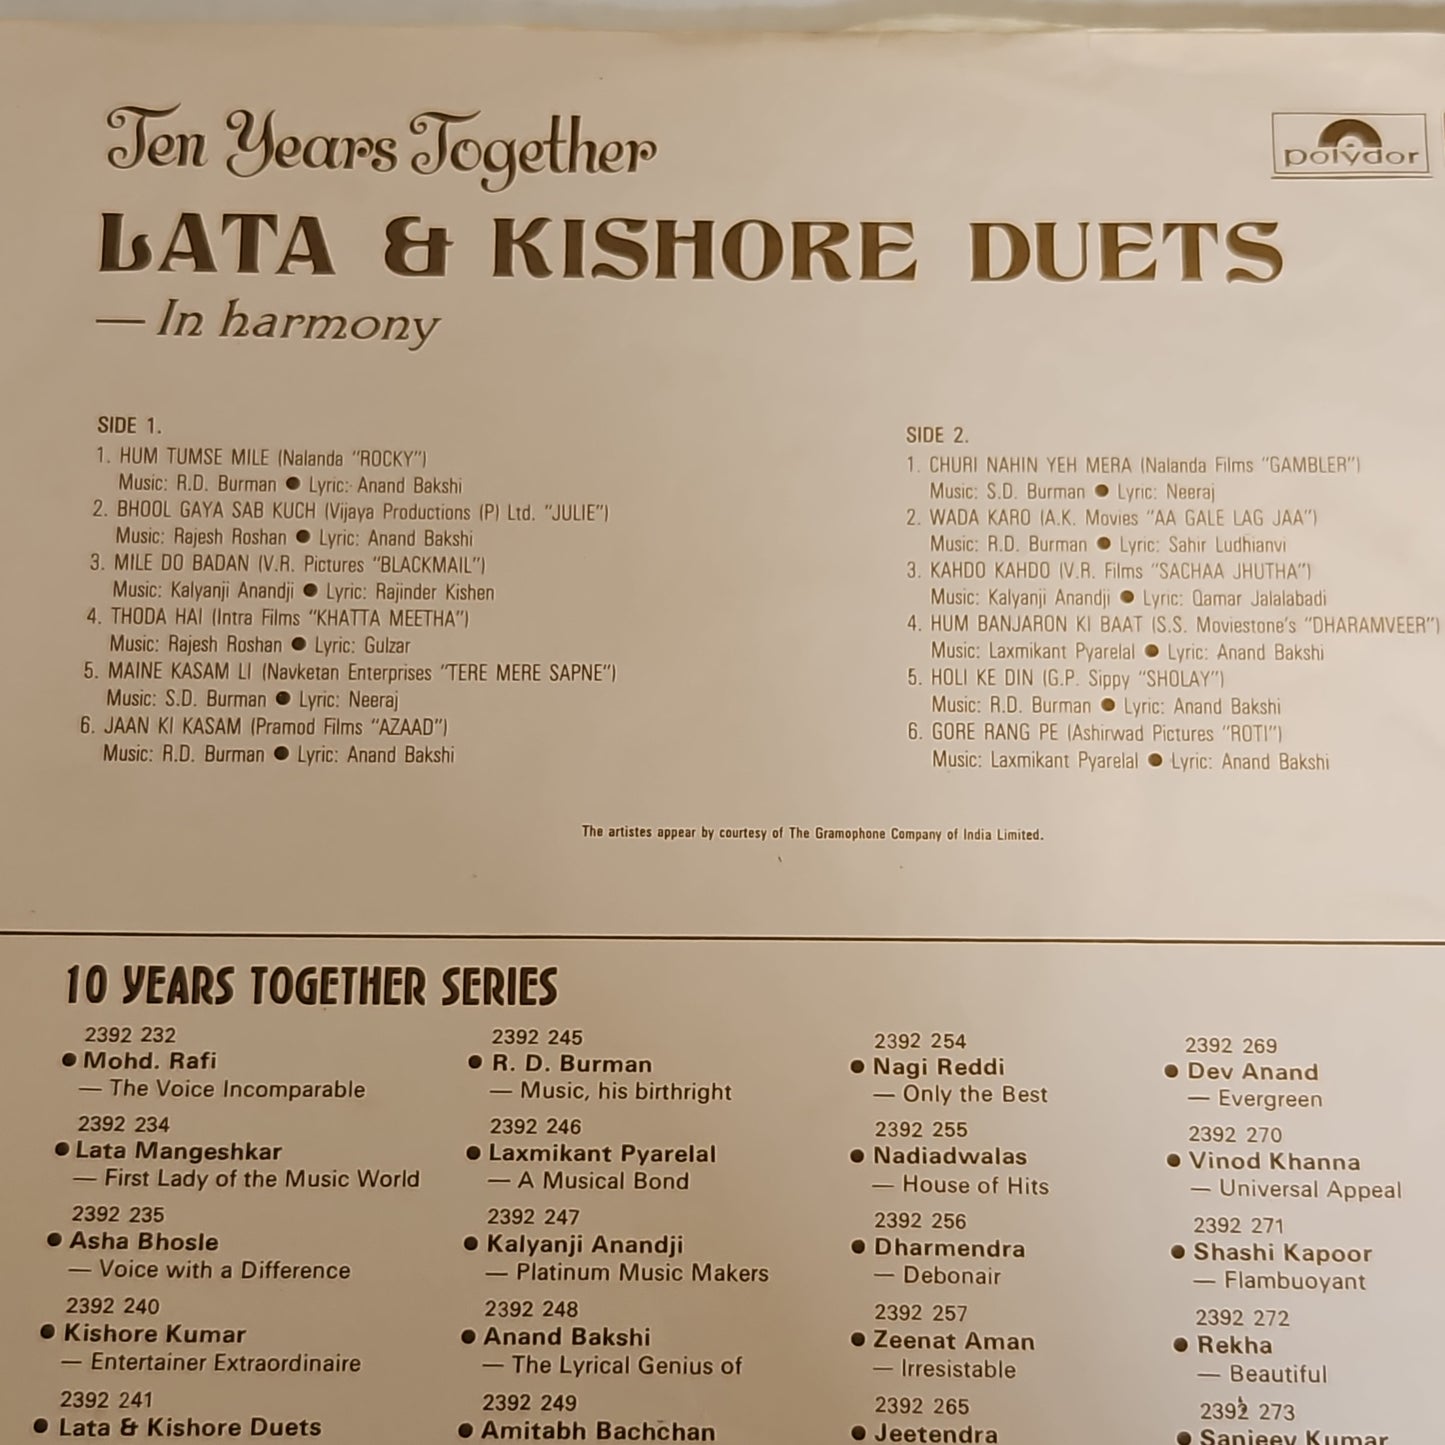 Ten Years Together
polydor
LATA & KISHORE DUETS
— In harmony
SIDE 1.
1. HUM TUMSE MILE (Nalanda "ROCKY")
Music: R.D. Burman ● Lyric: Anand Bakshi
2. BHOOL GAYA SAB KUCH (Vijaya Productions (P) Ltd. "JULIE")
Music: Rajesh Roshan ● Lyric: Anand Bakshi
3. MILE DO BADAN (V.R. Pictures "BLACKMAIL")
Music: Kalyanji Anandji ● Lyric: Rajinder Kishen
4. THODA HAI (Intra Films "KHATTA MEETHA")
Music: Rajesh Roshan ● Lyric: Gulzar
5. MAINE KASAM LI (Navketan Enterprises "TERE MERE SAPNE")
Music: S.D. Burman ● Lyric: Neeraj
6. JAAN KI KASAM (Pramod Films "AZAAD")
Music: R.D. Burman ● Lyric: Anand Bakshi
SIDE 2.
1. CHURI NAHIN YEH MERA (Nalanda Films "GAMBLER")
Music: S.D. Burman ● Lyric: Neeraj
2. WADA KARO (A.K. Movies "AA GALE LAG JAA")
Music: R.D. Burman ● Lyric: Sahir Ludhianvi
3. KAHDO KAHDO (V.R. Films "SACHAA JHUTHA")
Music: Kalyanji Anandji ● Lyric: Qamar Jalalabadi
4. HUM BANJARON KI BAAT (S.S. Moviestone's "DHARAMVEER")
Music: Laxmikant Pyarelal ● Lyric: Anand Bakshi
5. HOLI KE DIN (G.P. Sippy "SHOLAY")
Music: R.D. Burman ● Lyric: Anand Bakshi
6. GORE RANG PE (Ashirwad Pictures "ROTI")
Music: Laxmikant Pyarelal ● Lyric: Anand Bakshi
The artistes appear by courtesy of The Gramophone Company of India Limited.
10 YEARS TOGETHER SERIES
2392 232
● Mohd. Rafi
— The Voice Incomparable
2392 234
● Lata Mangeshkar
— First Lady of the Music World
2392 235
● Asha Bhosle
— Voice with a Difference
2392 240
● Kishore Kumar
— Entertainer Extraordinaire
2392 241
● Lata & Kishore Duets
2392 245
● R. D. Burman
— Music, his birthright
2392 246
● Laxmikant Pyarelal
— A Musical Bond
2392 247
● Kalyanji Anandji
— Platinum Music Makers
2392 248
● Anand Bakshi
— The Lyrical Genius of
2392 249
● Amitabh Bachchan
2392 254
● Nagi Reddi
— Only the Best
2392 255
● Nadiadwalas
— House of Hits
2392 256
● Dharmendra
— Debonair
2392 257
● Zeenat Aman
— Irresistable
2392 265
● Jeetendra
2392 269
● Dev Anand
— Evergreen
2392 270
● Vinod Khanna
— Universal Appeal
2392 271
● Shashi Kapoor
— Flambuoyant
2392 272
● Rekha
— Beautiful
2392 273
● Sanjeev Kumar